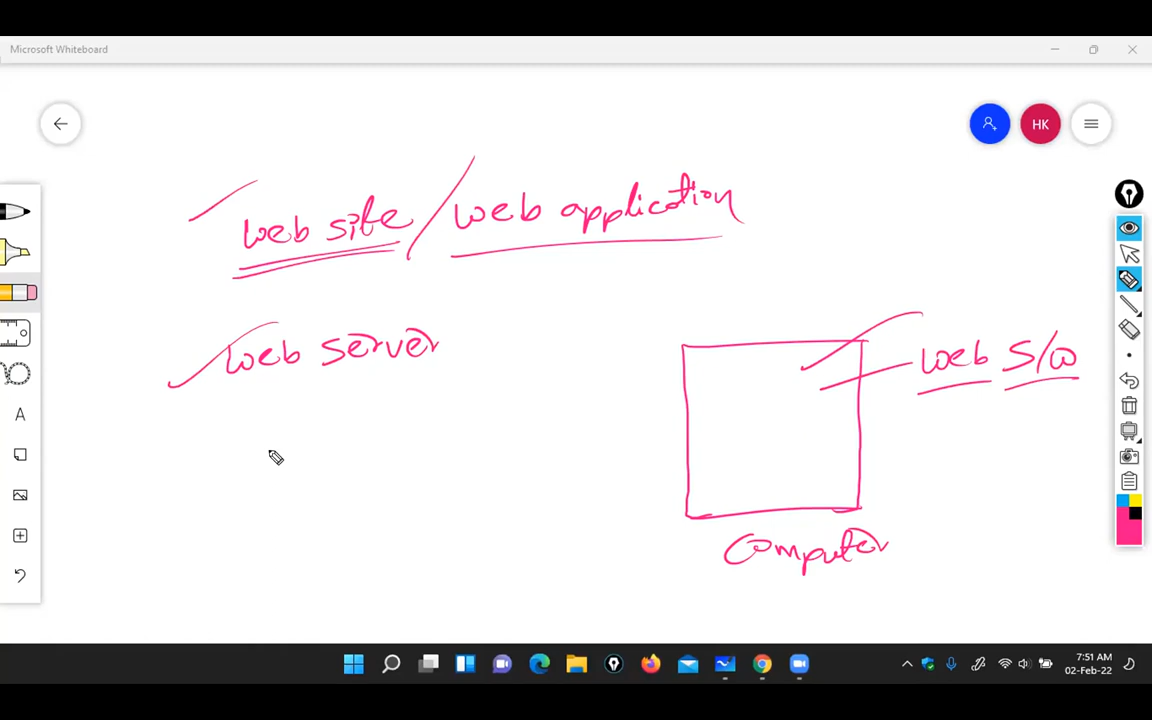 Microsoft Whiteboard
HK
web site / web application
web server
web S/W
Computer
A
7:51 AM
02-Feb-22